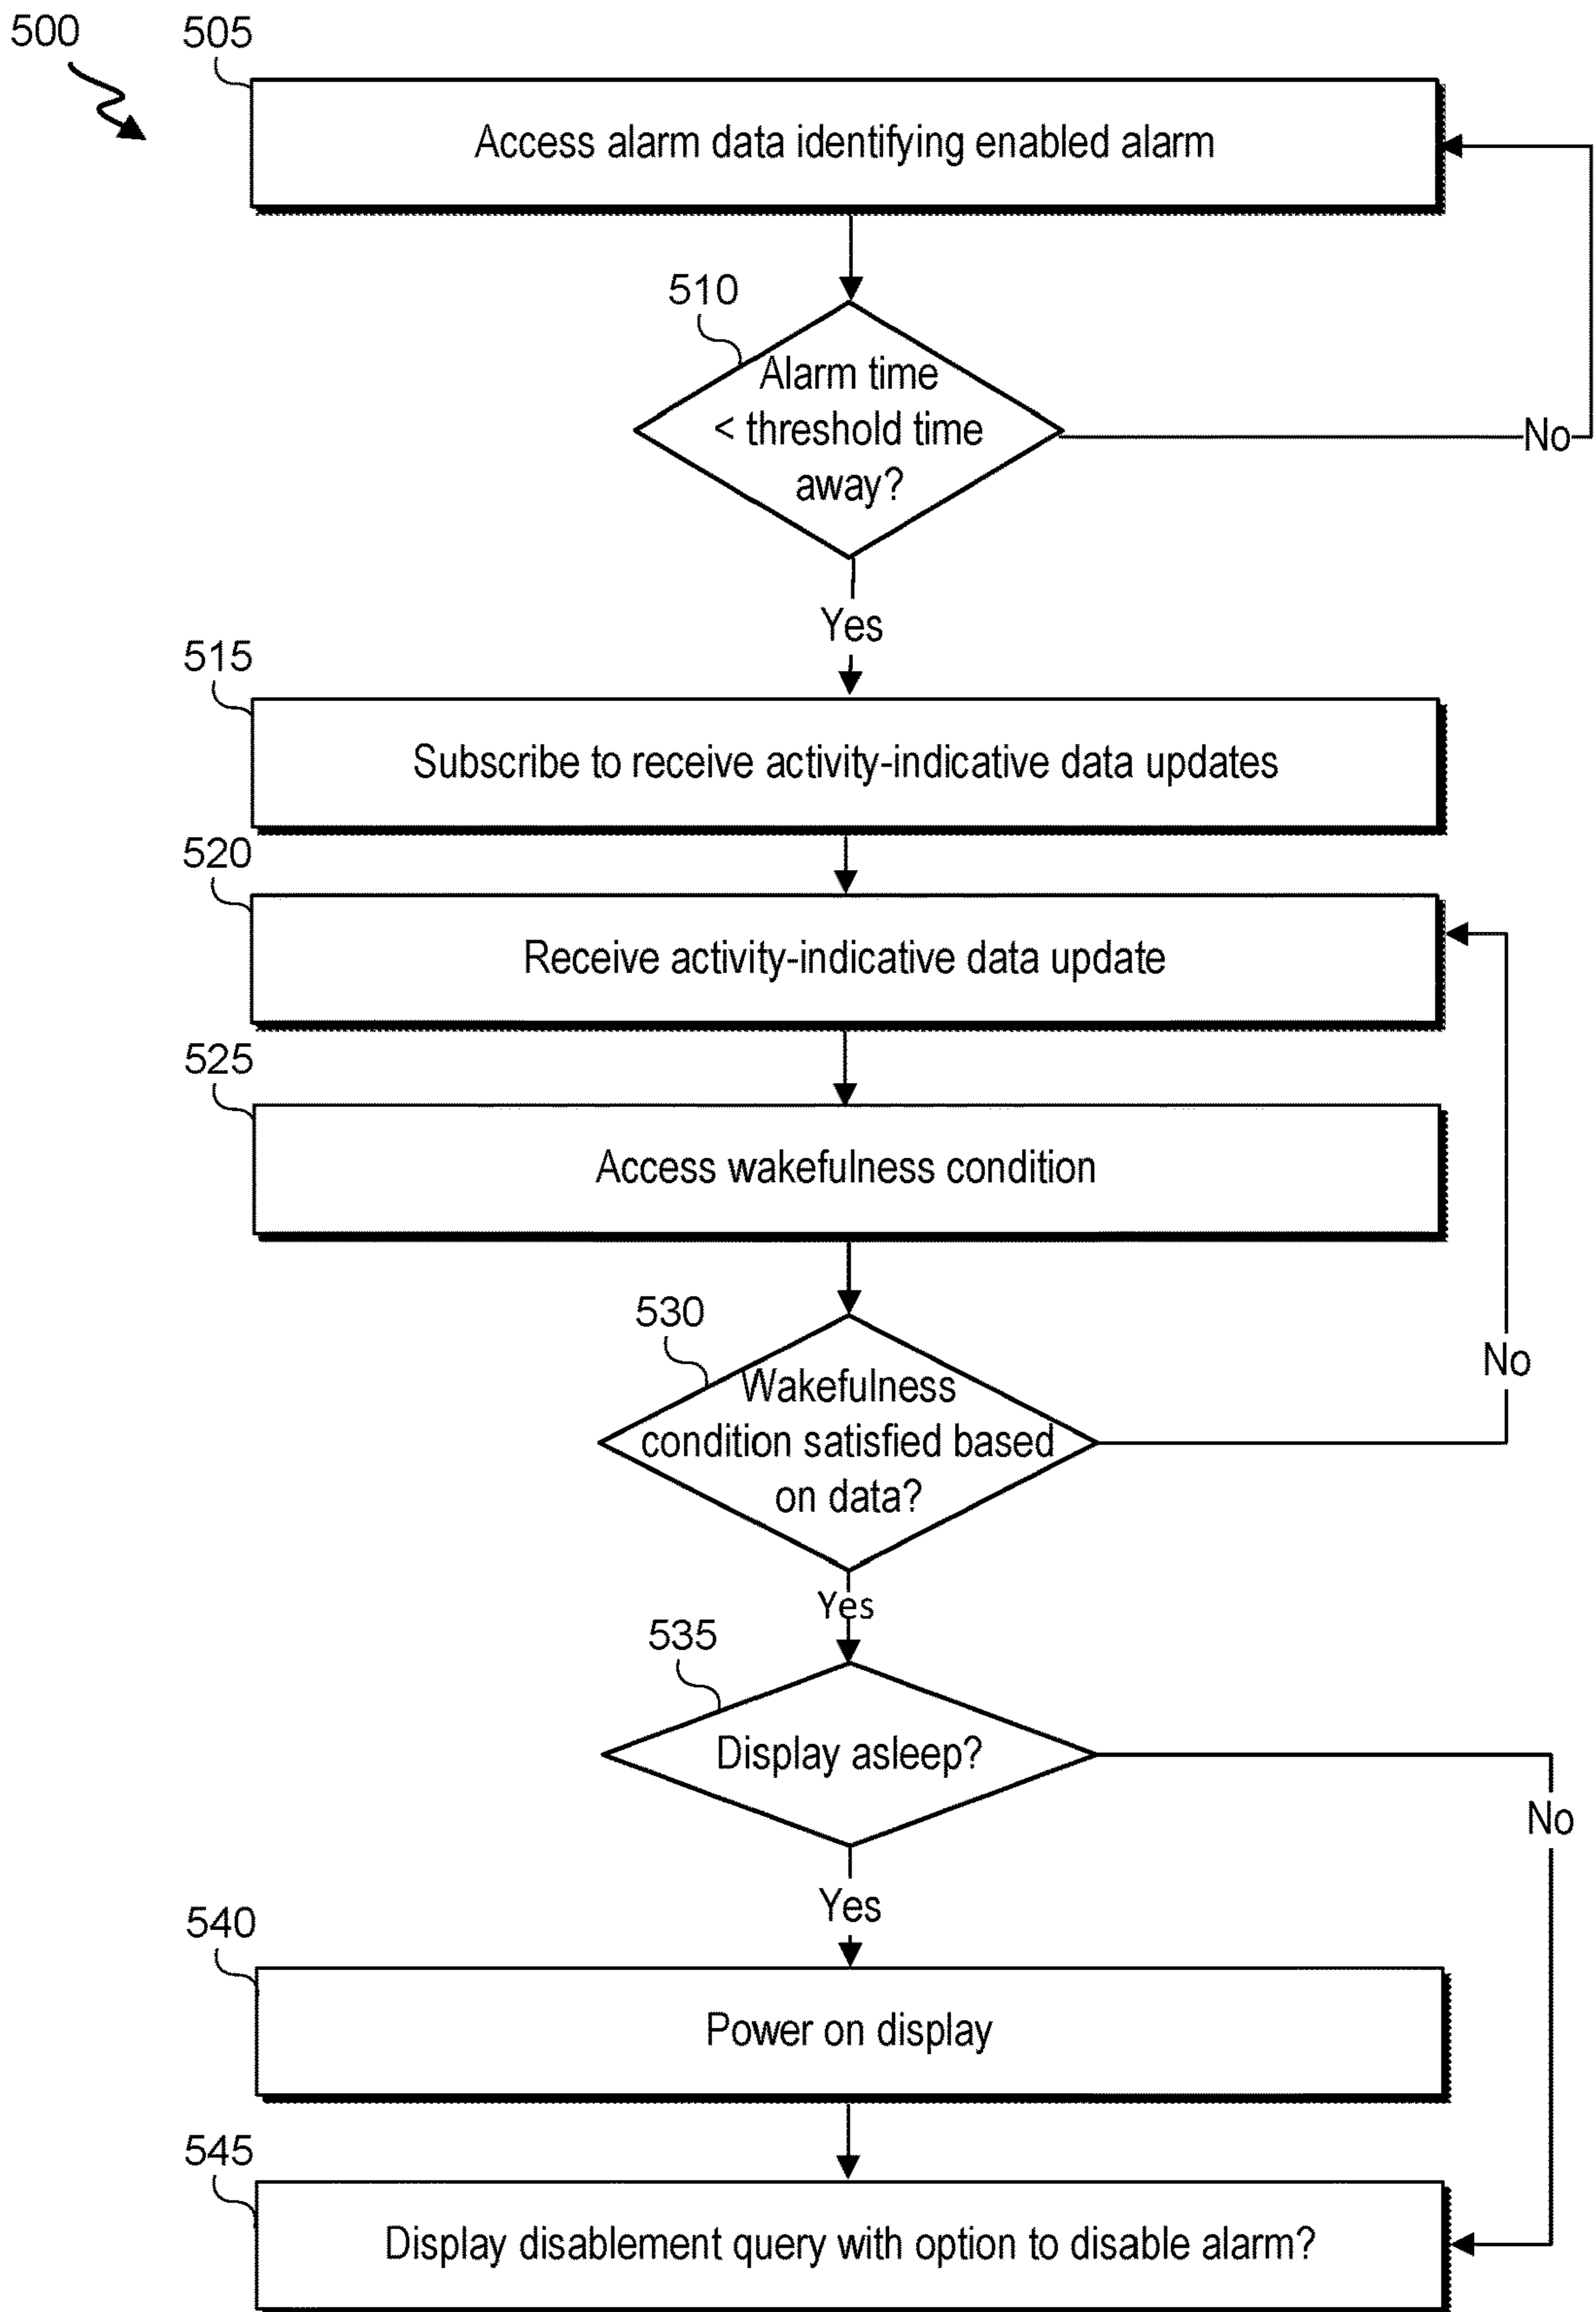 500
505
Access alarm data identifying enabled alarm
510
Alarm time
< threshold time
away?
No
Yes
515
Subscribe to receive activity-indicative data updates
520
Receive activity-indicative data update
525
Access wakefulness condition
530
Wakefulness
condition satisfied based
on data?
No
Yes
535
Display asleep?
No
Yes
540
Power on display
545
Display disablement query with option to disable alarm?